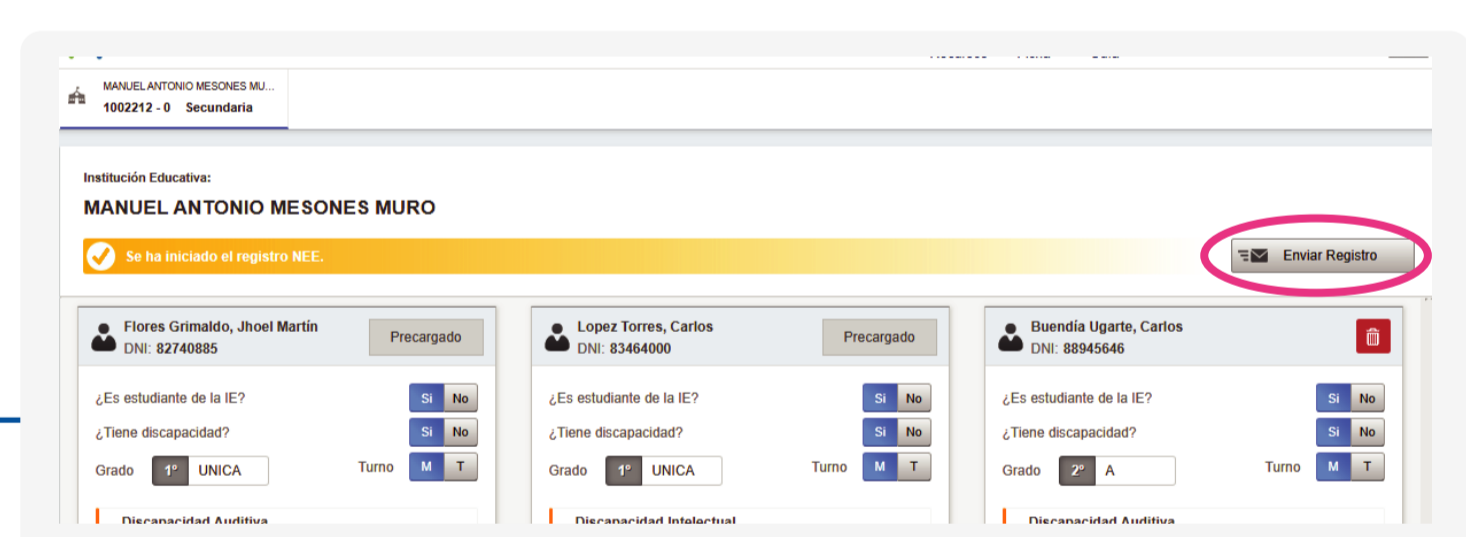 MANUEL ANTONIO MESONES MU...
1002212 - 0 Secundaria
Institución Educativa:
MANUEL ANTONIO MESONES MURO
Se ha iniciado el registro NEE.
Enviar Registro
Flores Grimaldo, Jhoel Martín
DNI: 82740885
Precargado
¿Es estudiante de la IE? Si No
¿Tiene discapacidad? Si No
Grado 1º UNICA Turno M T
Discapacidad Auditiva
Lopez Torres, Carlos
DNI: 83464000
Precargado
¿Es estudiante de la IE? Si No
¿Tiene discapacidad? Si No
Grado 1º UNICA Turno M T
Discapacidad Intelectual
Buendía Ugarte, Carlos
DNI: 88945646
¿Es estudiante de la IE? Si No
¿Tiene discapacidad? Si No
Grado 2º A Turno M T
Discapacidad Auditiva